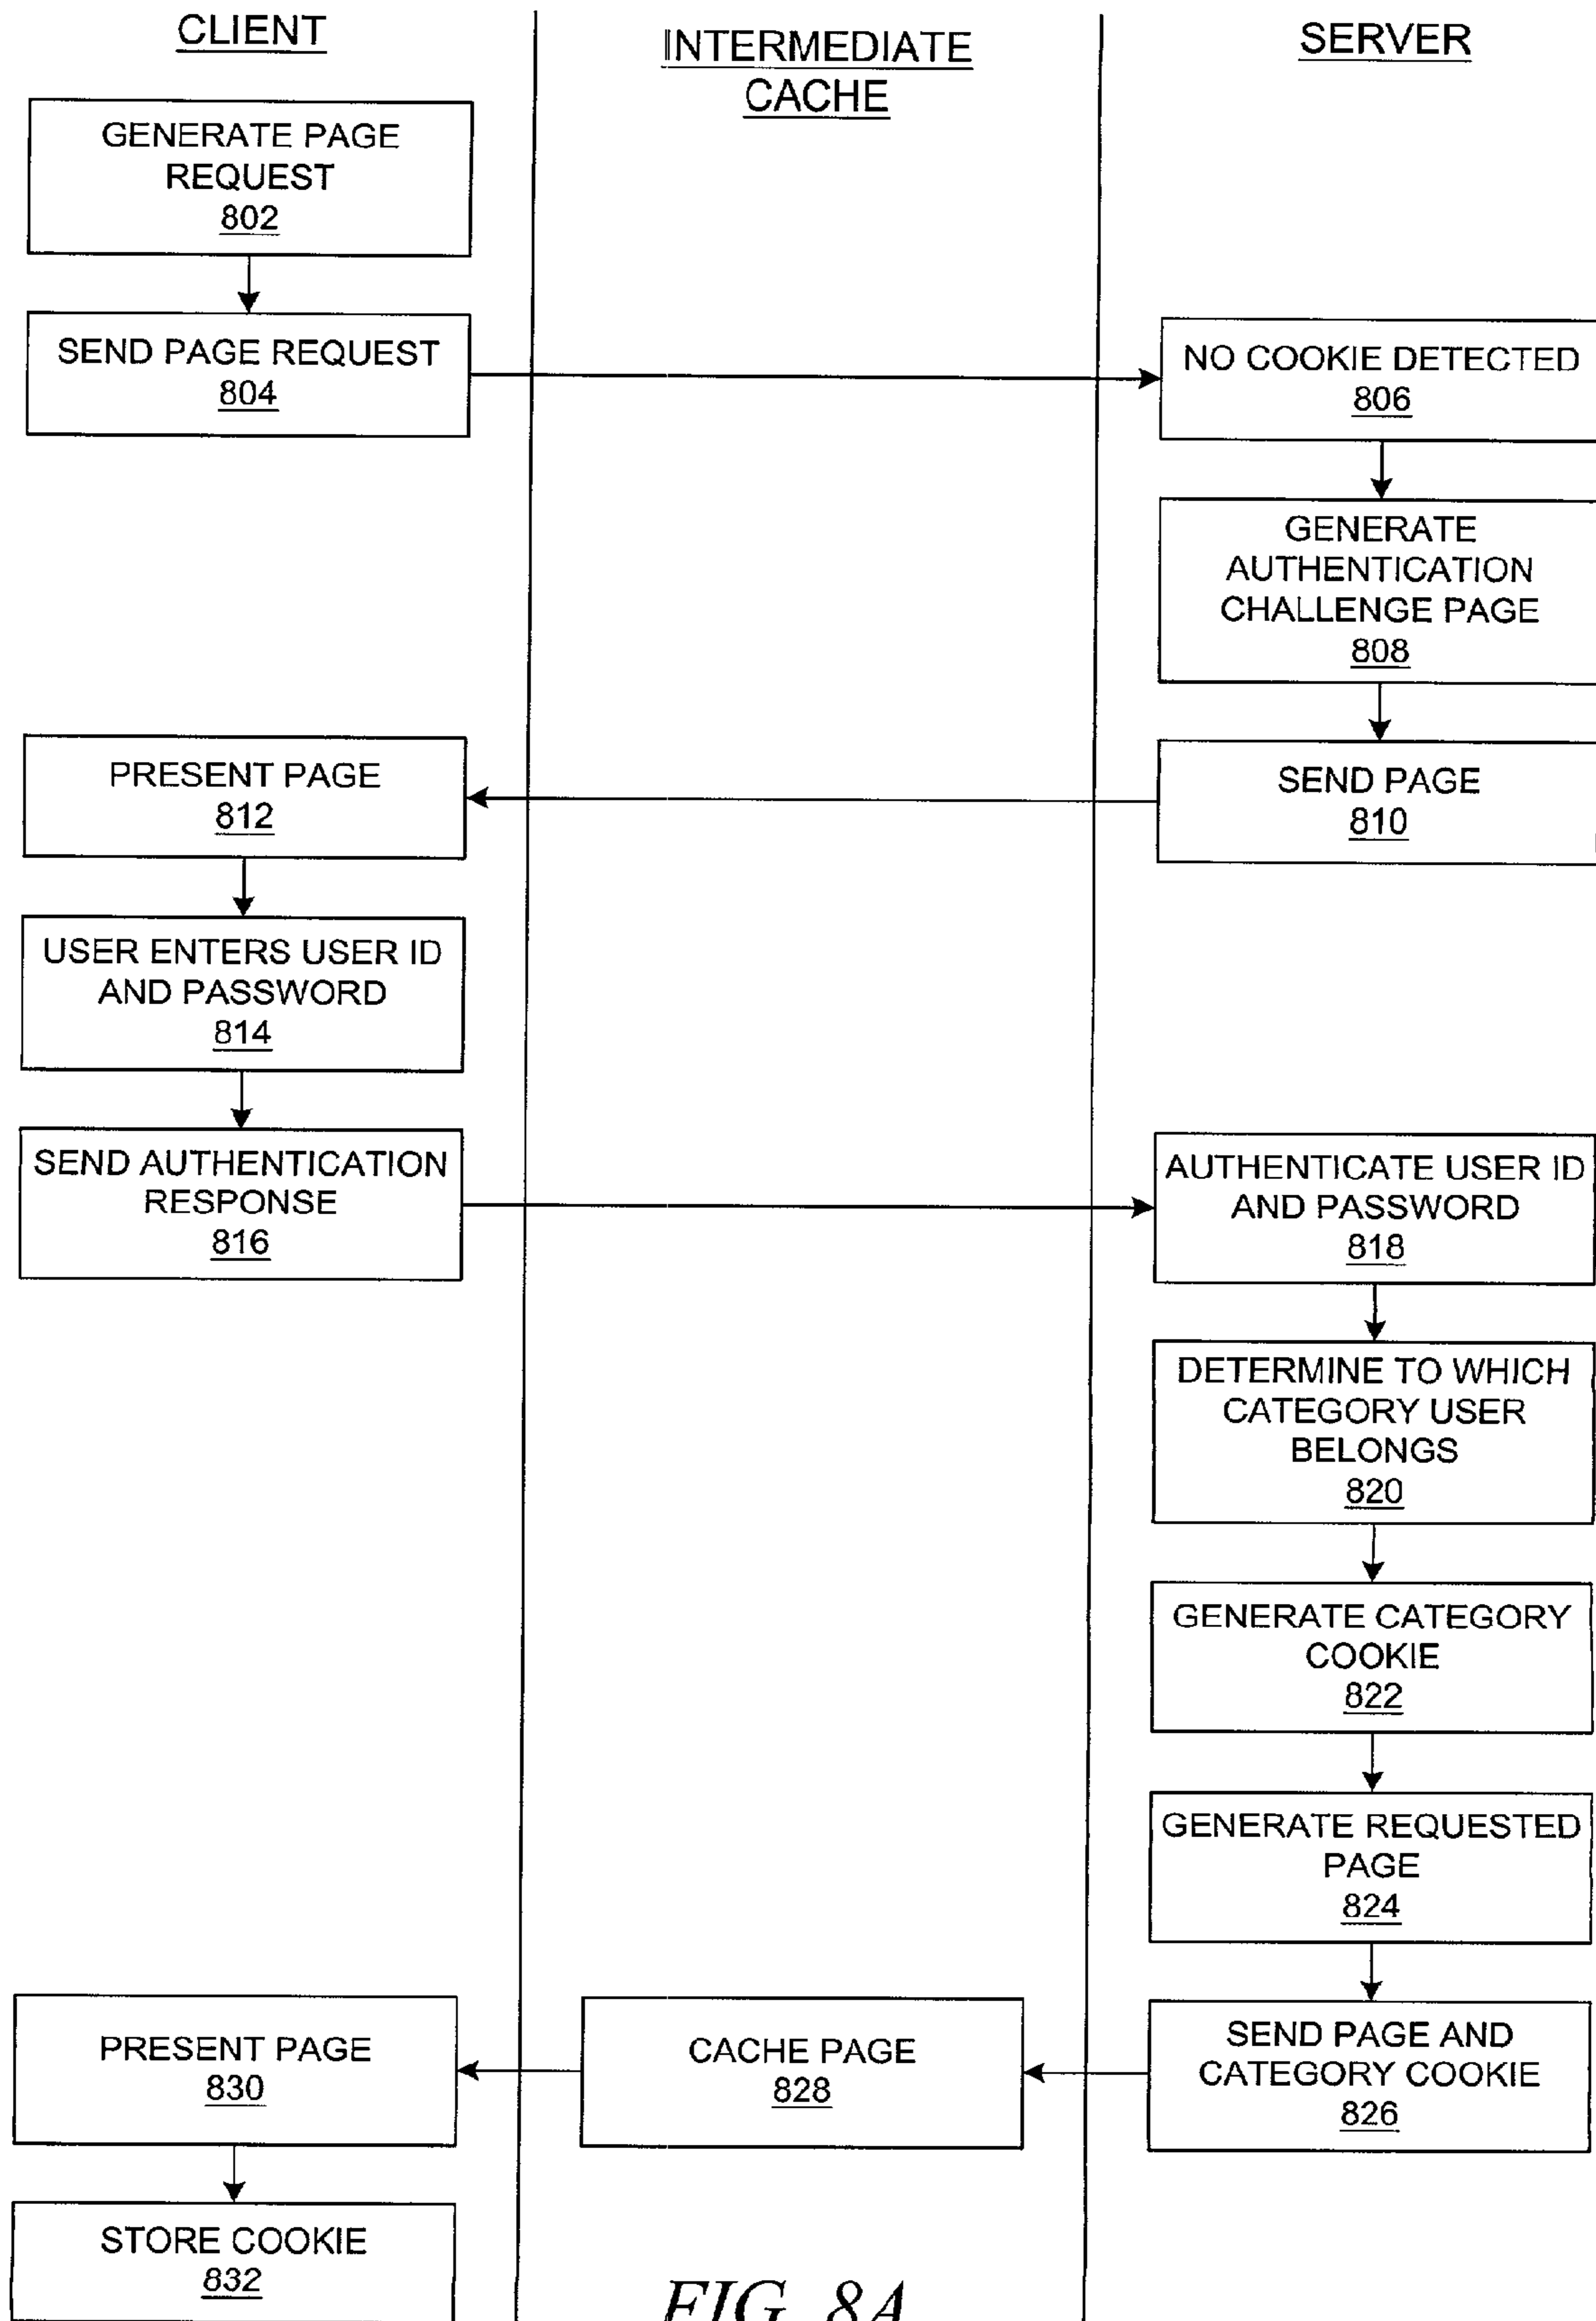 CLIENT
INTERMEDIATE
CACHE
SERVER
GENERATE PAGE
REQUEST
802
SEND PAGE REQUEST
804
NO COOKIE DETECTED
806
GENERATE
AUTHENTICATION
CHALLENGE PAGE
808
SEND PAGE
810
PRESENT PAGE
812
USER ENTERS USER ID
AND PASSWORD
814
SEND AUTHENTICATION
RESPONSE
816
AUTHENTICATE USER ID
AND PASSWORD
818
DETERMINE TO WHICH
CATEGORY USER
BELONGS
820
GENERATE CATEGORY
COOKIE
822
GENERATE REQUESTED
PAGE
824
SEND PAGE AND
CATEGORY COOKIE
826
CACHE PAGE
828
PRESENT PAGE
830
STORE COOKIE
832
FIG. 8A